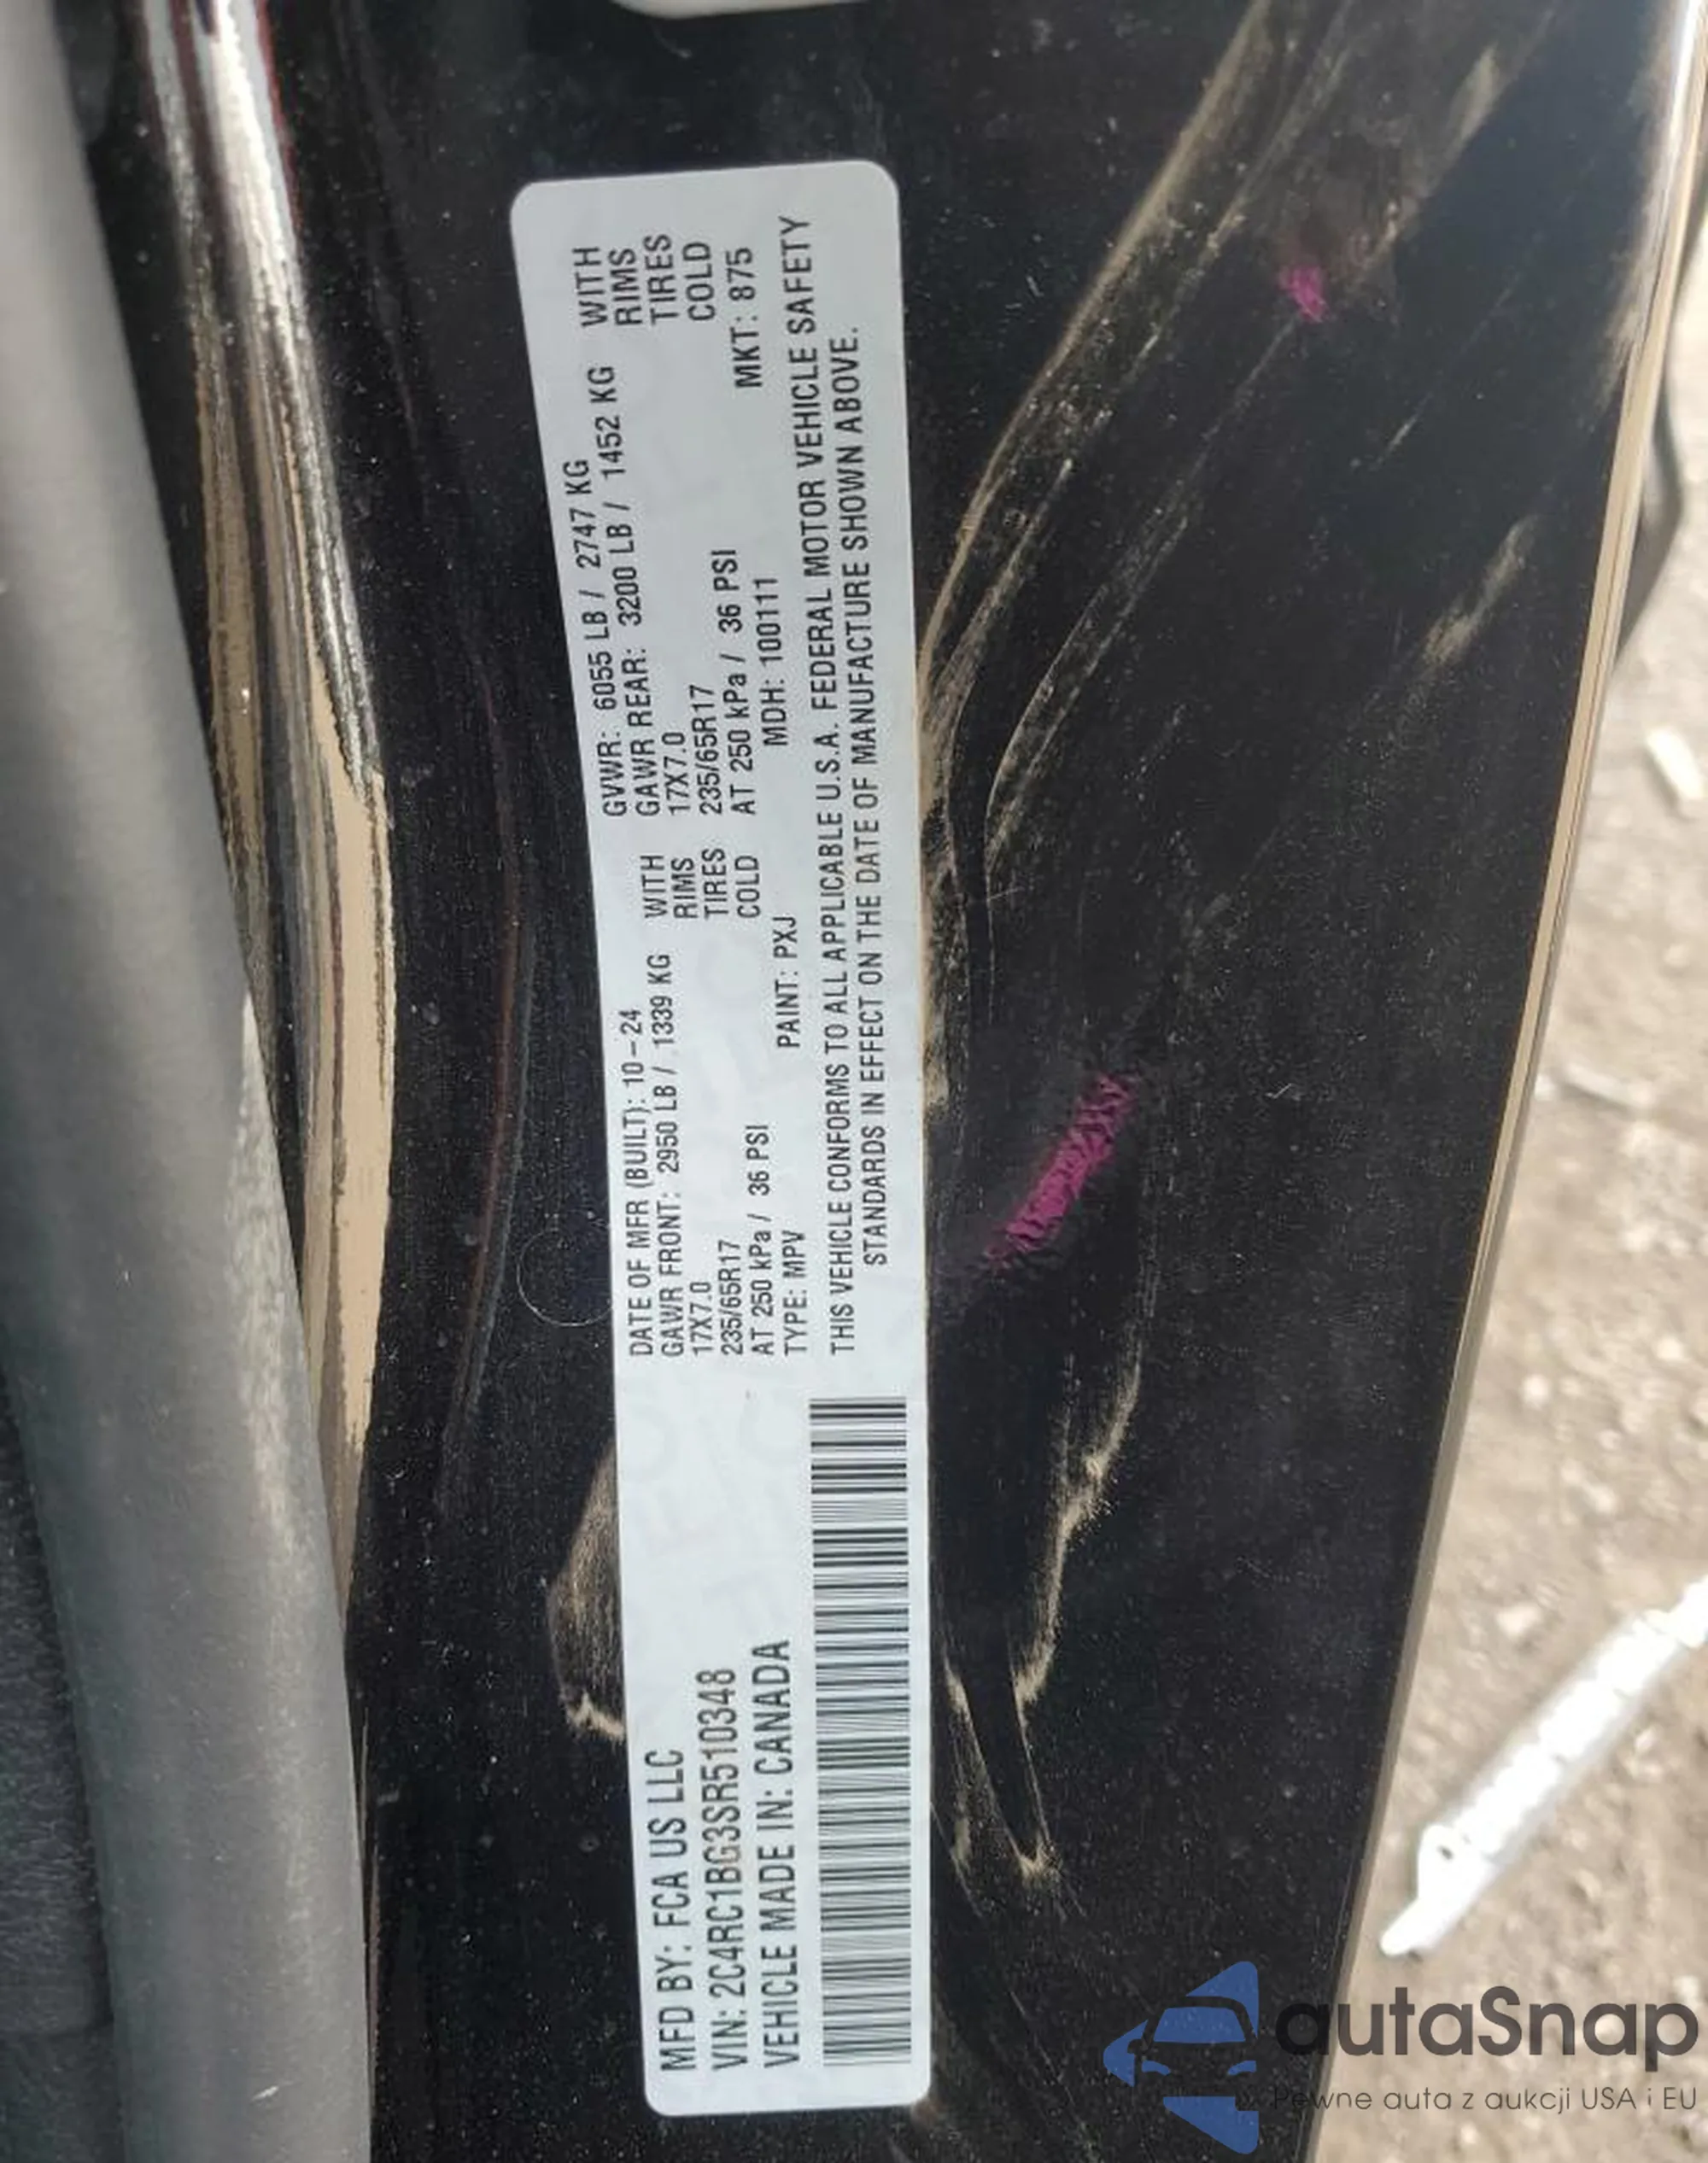 MFD BY: FCA US LLC
VIN: 2C4RC1BG3SR510348
VEHICLE MADE IN: CANADA
DATE OF MFR (BUILT): 10-24
GAWR FRONT: 2950 LB / 1339 KG WITH
17X7.0 RIMS
235/65R17 TIRES
AT 250 kPa / 36 PSI COLD
GVWR: 6055 LB / 2747 KG
GAWR REAR: 3200 LB / 1452 KG WITH
17X7.0 RIMS
235/65R17 TIRES
AT 250 kPa / 36 PSI COLD
TYPE: MPV PAINT: PXJ MDH: 100111 MKT: 875
THIS VEHICLE CONFORMS TO ALL APPLICABLE U.S.A. FEDERAL MOTOR VEHICLE SAFETY
STANDARDS IN EFFECT ON THE DATE OF MANUFACTURE SHOWN ABOVE.
autaSnap
Pewne auta z aukcji USA i EU